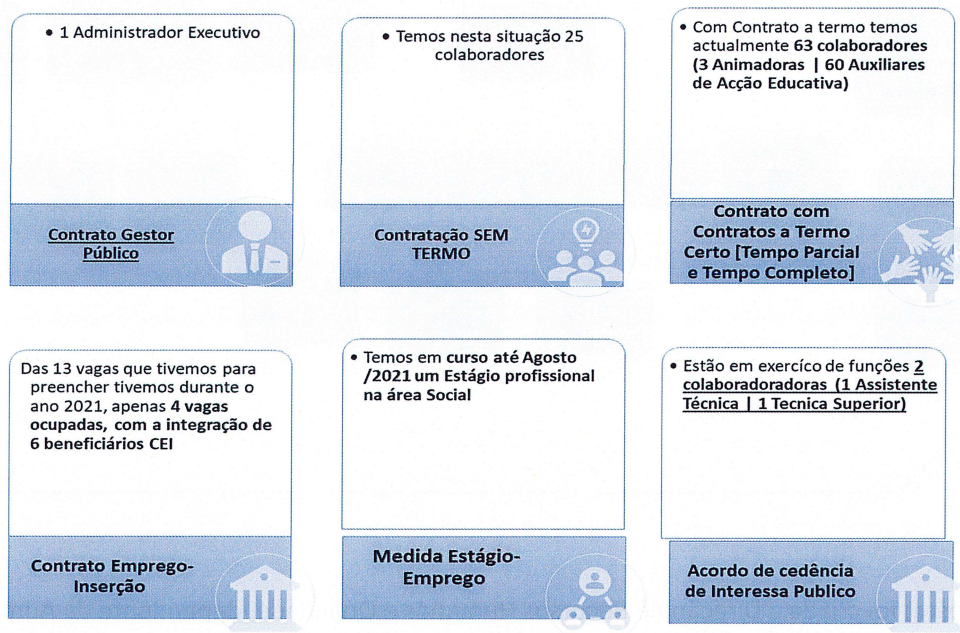 • 1 Administrador Executivo
Contrato Gestor
Público
• Temos nesta situação 25
colaboradores
Contratação SEM
TERMO
• Com Contrato a termo temos
actualmente 63 colaboradores
(3 Animadoras | 60 Auxiliares
de Acção Educativa)
Contrato com
Contratos a Termo
Certo [Tempo Parcial
e Tempo Completo]
Das 13 vagas que tivemos para
preencher tivemos durante o
ano 2021, apenas 4 vagas
ocupadas, com a integração de
6 beneficiários CEI
Contrato Emprego-
Inserção
• Temos em curso até Agosto
/2021 um Estágio profissional
na área Social
Medida Estágio-
Emprego
• Estão em exercíco de funções 2
colaboradoradoras (1 Assistente
Técnica | 1 Tecnica Superior)
Acordo de cedência
de Interessa Publico